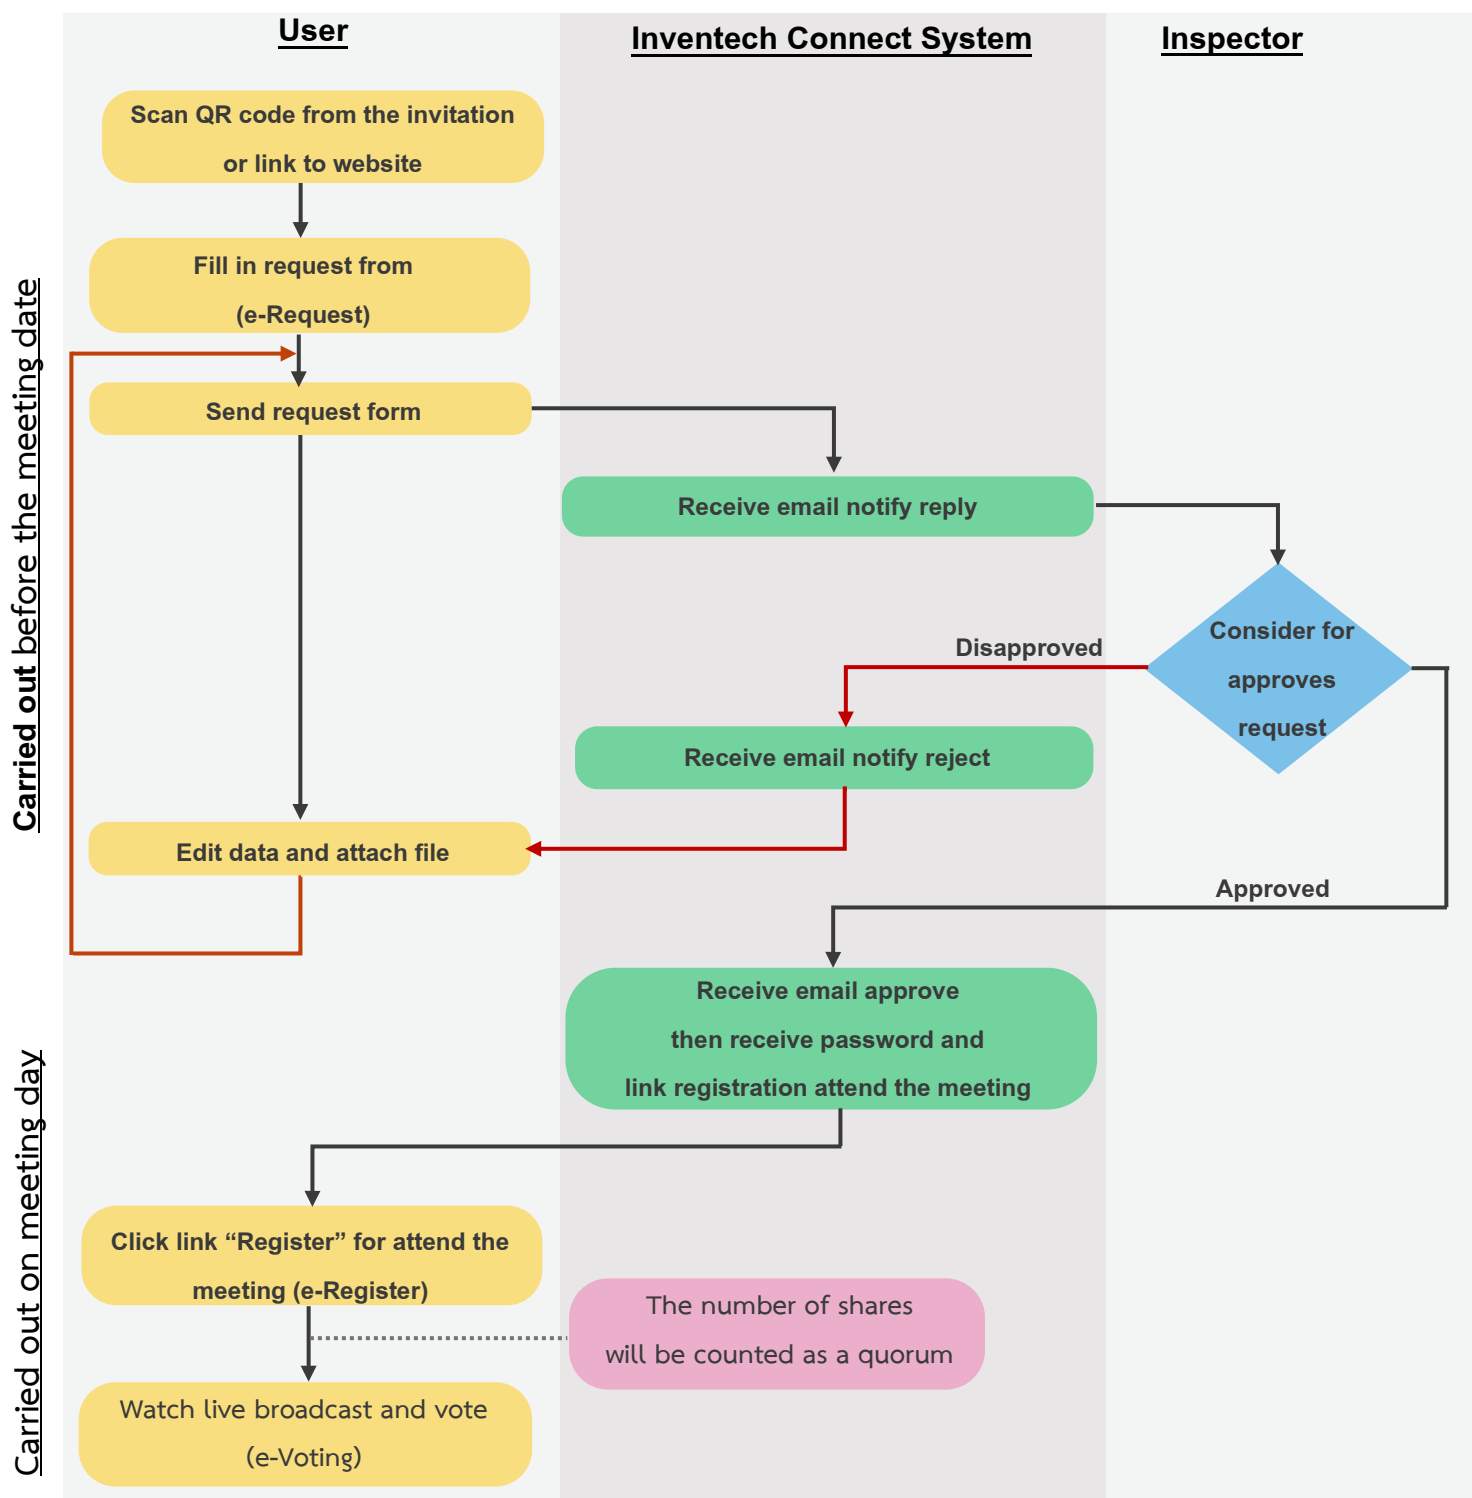 User
Inventech Connect System
Inspector
Scan QR code from the invitation
or link to website
Fill in request from
(e-Request)
Send request form
Receive email notify reply
Consider for
approves
request
Disapproved
Receive email notify reject
Edit data and attach file
Approved
Receive email approve
then receive password and
link registration attend the meeting
Click link “Register” for attend the
meeting (e-Register)
The number of shares
will be counted as a quorum
Watch live broadcast and vote
(e-Voting)
Carried out before the meeting date
Carried out on meeting day